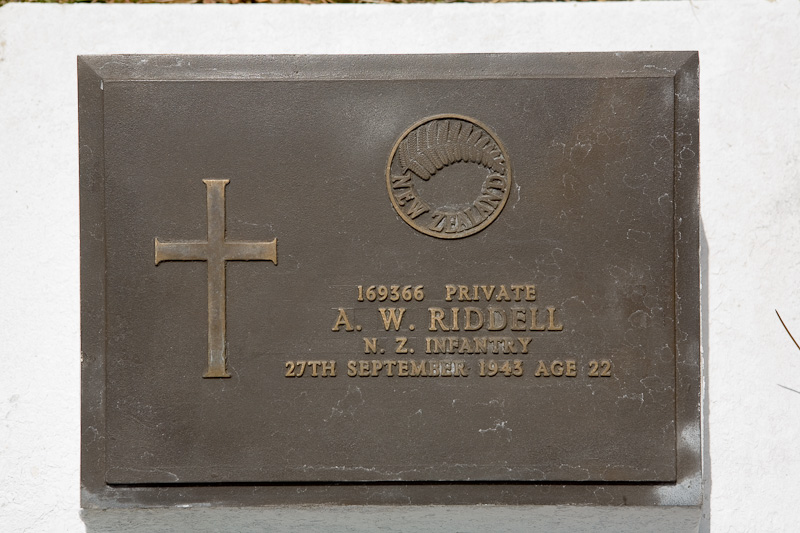 NEW ZEALAND
169366 PRIVATE
A. W. RIDDELL
N. Z. INFANTRY
27TH SEPTEMBER 1943 AGE 22